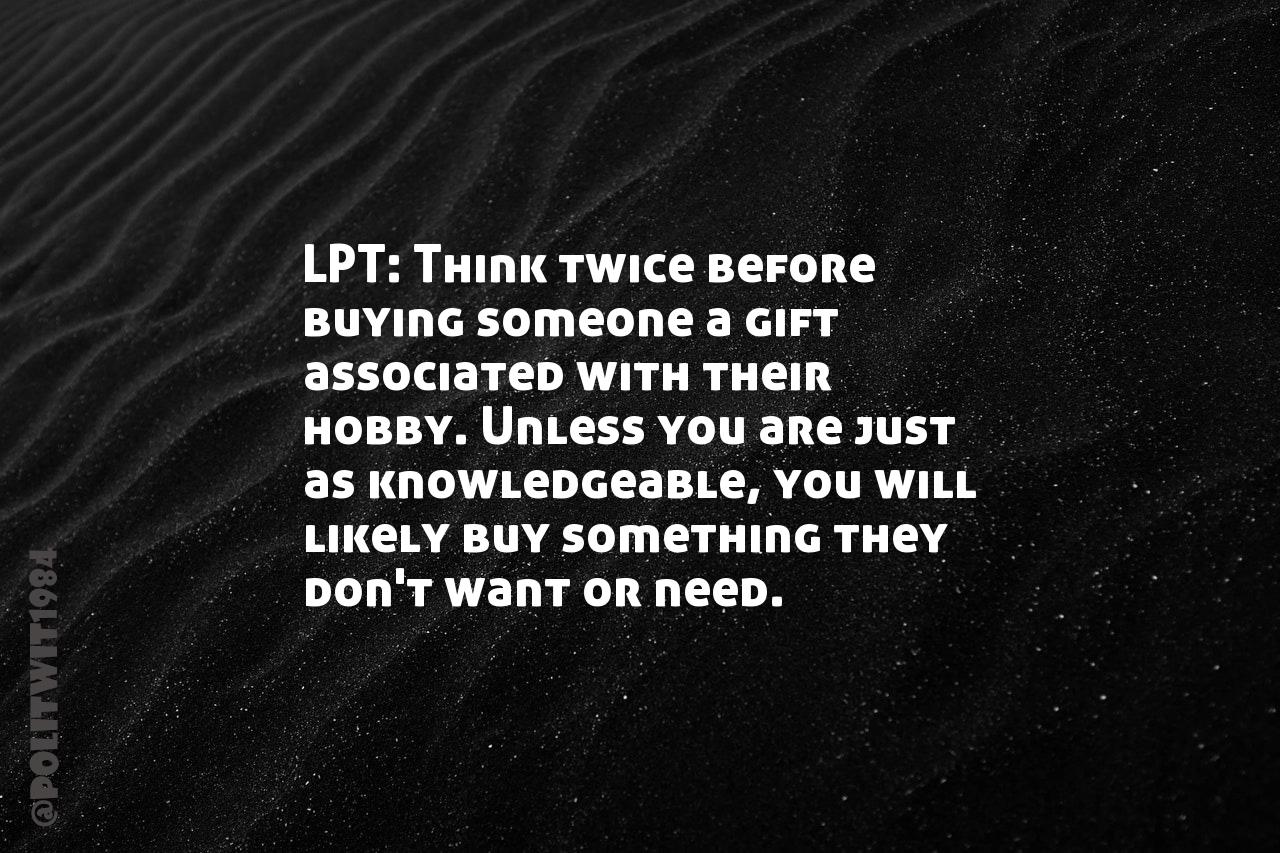 LPT: Think twice before
buying someone a gift
associated with their
hobby. Unless you are just
as knowledgeable, you will
likely buy something they
don't want or need.
@politwit1984